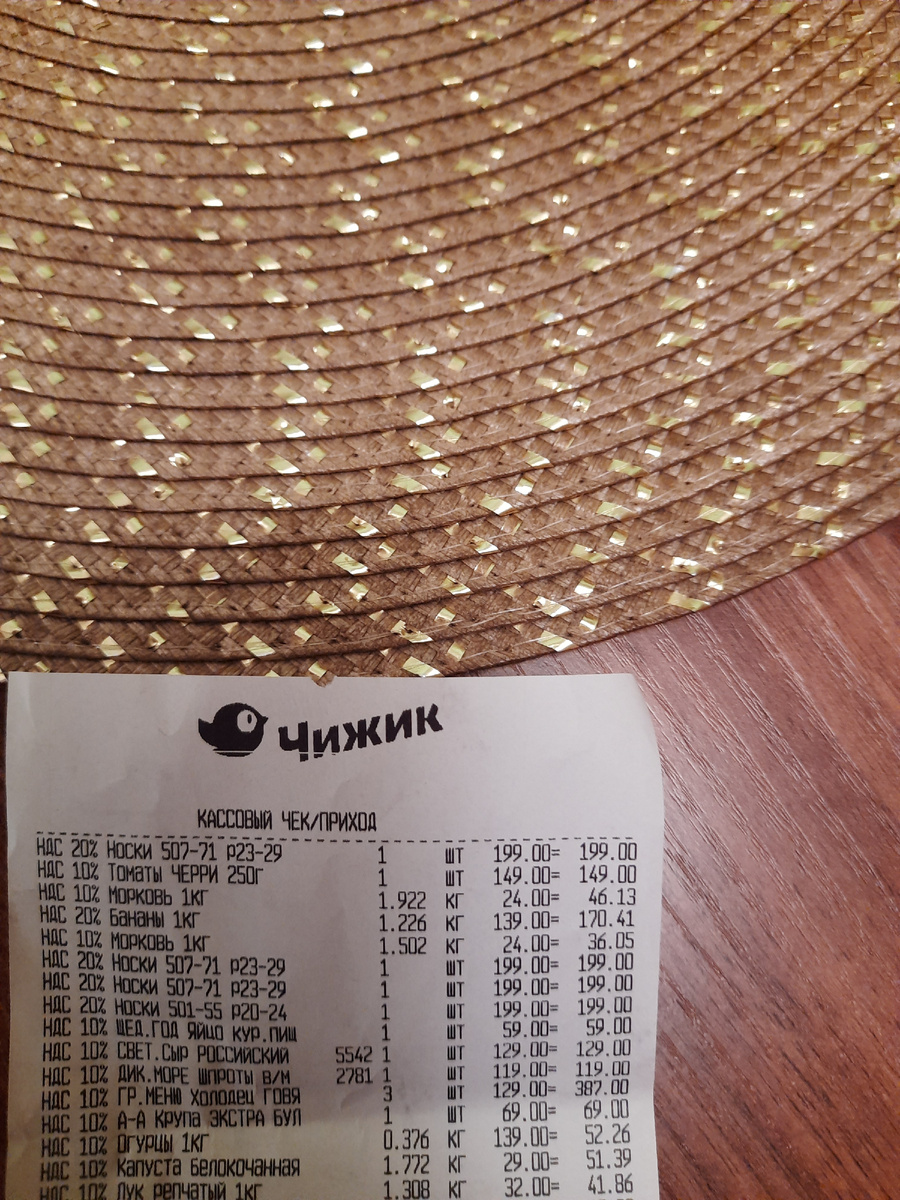 Чижик
КАССОВЫЙ ЧЕК/ПРИХОД
НДС 20% Носки 507-71 р23-29 1 шт 199.00= 199.00
НДС 10% Томаты ЧЕРРИ 250г 1 шт 149.00= 149.00
НДС 10% Морковь 1кг 1.922 кг 24.00= 46.13
НДС 20% Бананы 1кг 1.226 кг 139.00= 170.41
НДС 10% Морковь 1кг 1.502 кг 24.00= 36.05
НДС 20% Носки 507-71 р23-29 1 шт 199.00= 199.00
НДС 20% Носки 507-71 р23-29 1 шт 199.00= 199.00
НДС 20% Носки 501-55 р20-24 1 шт 199.00= 199.00
НДС 10% ЩЕД.ГОД Яйцо кур.пищ 1 шт 59.00= 59.00
НДС 10% СВЕТ.СЫР РОССИЙСКИЙ 5542 1 шт 129.00= 129.00
НДС 10% ДИК.МОРЕ Шпроты в/м 2781 1 шт 119.00= 119.00
НДС 10% ГР.МЕНЮ Холодец ГОВЯ 3 шт 129.00= 387.00
НДС 10% А-А Крупа ЭКСТРА БУЛ 1 шт 69.00= 69.00
НДС 10% Огурцы 1кг 0.376 кг 139.00= 52.26
НДС 10% Капуста белокочанная 1.772 кг 29.00= 51.39
НДС 10% Лук репчатый 1кг 1.308 кг 32.00= 41.86